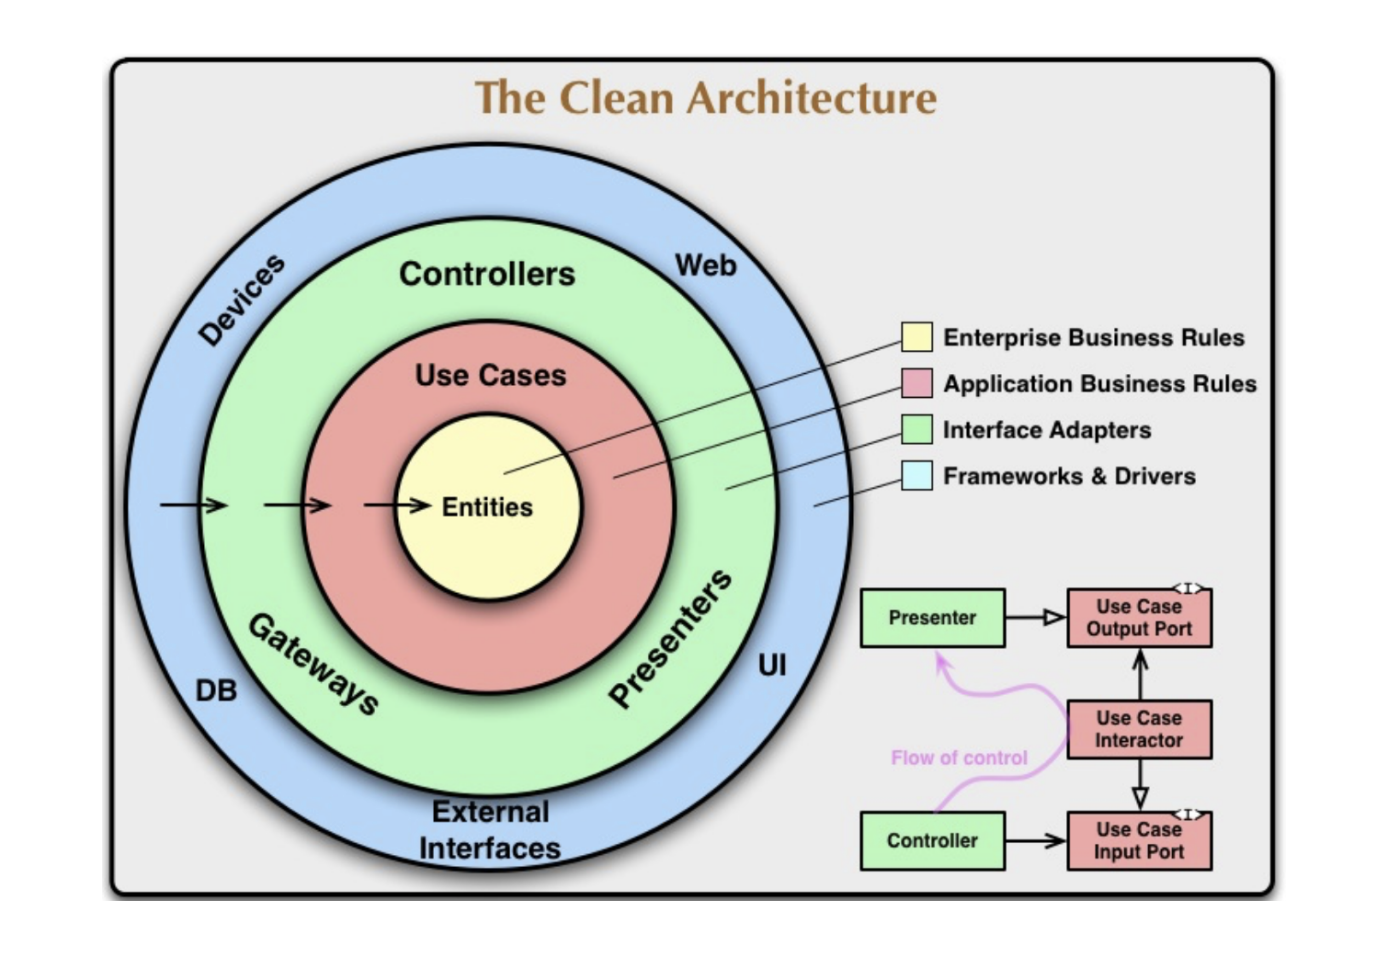 The Clean Architecture
Devices
Controllers
Web
Use Cases
Entities
Gateways
Presenters
DB
UI
External
Interfaces
Enterprise Business Rules
Application Business Rules
Interface Adapters
Frameworks & Drivers
Presenter
<I>
Use Case
Output Port
Use Case
Interactor
Flow of control
Controller
<I>
Use Case
Input Port